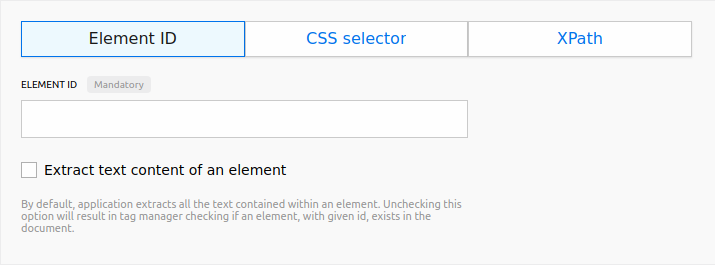 Element ID CSS selector XPath
ELEMENT ID Mandatory
Extract text content of an element
By default, application extracts all the text contained within an element. Unchecking this
option will result in tag manager checking if an element, with given id, exists in the
document.